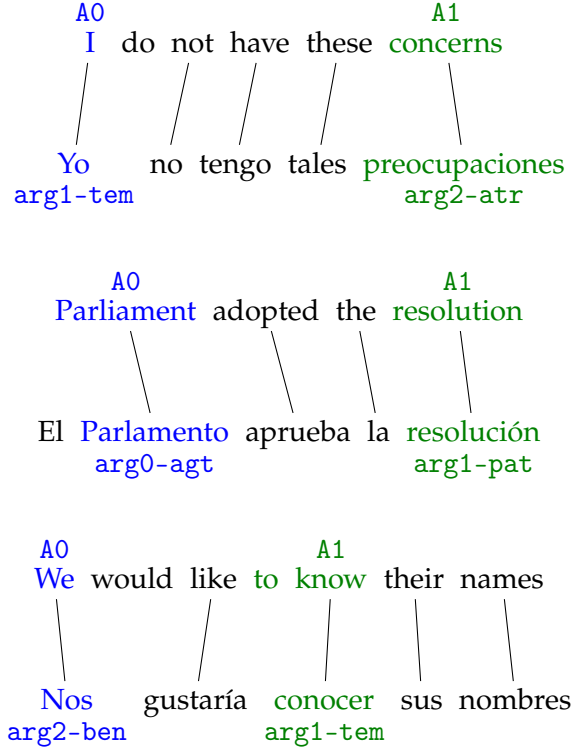 A0 A1
I do not have these concerns
Yo no tengo tales preocupaciones
arg1-tem arg2-atr
A0 A1
Parliament adopted the resolution
El Parlamento aprueba la resolución
arg0-agt arg1-pat
A0 A1
We would like to know their names
Nos gustaría conocer sus nombres
arg2-ben arg1-tem